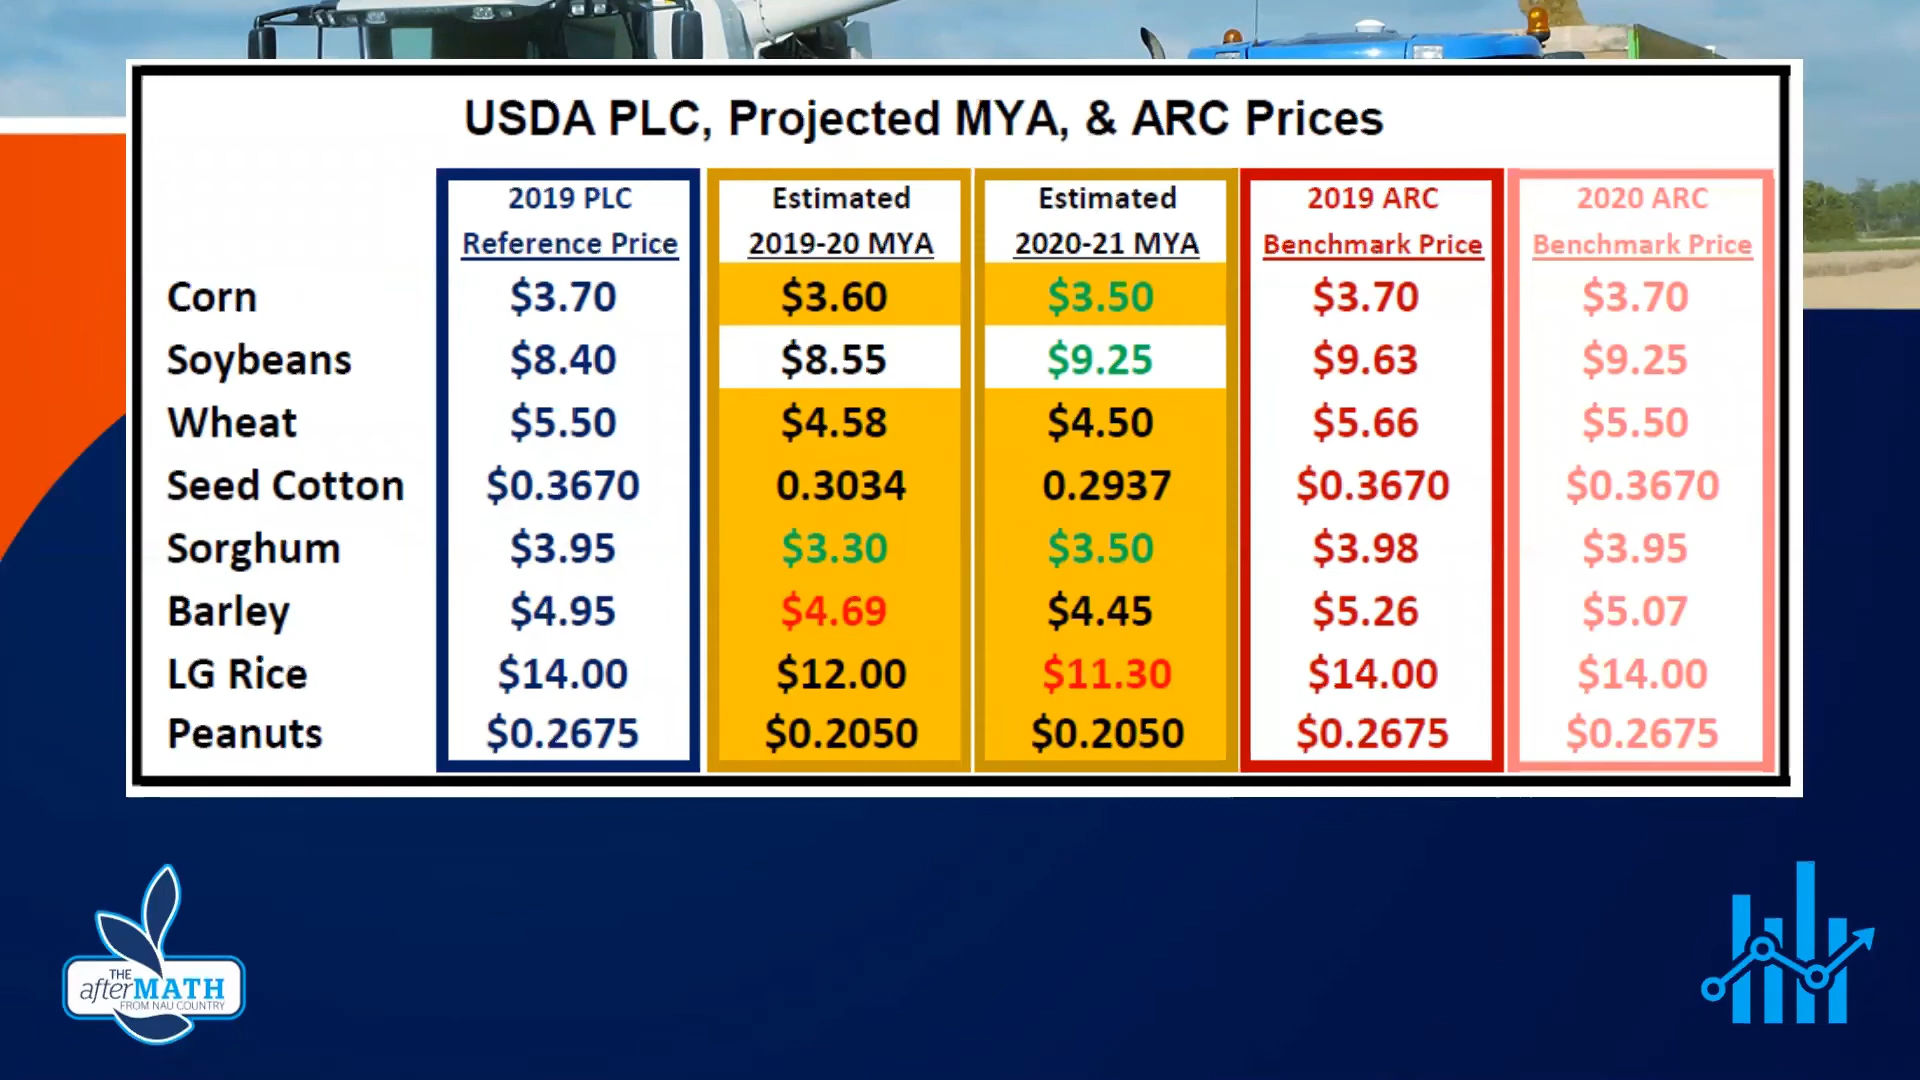 USDA PLC, Projected MYA, & ARC Prices
2019 PLC Estimated Estimated 2019 ARC 2020 ARC
Reference Price 2019-20 MYA 2020-21 MYA Benchmark Price Benchmark Price
Corn $3.70 $3.60 $3.50 $3.70 $3.70
Soybeans $8.40 $8.55 $9.25 $9.63 $9.25
Wheat $5.50 $4.58 $4.50 $5.66 $5.50
Seed Cotton $0.3670 0.3034 0.2937 $0.3670 $0.3670
Sorghum $3.95 $3.30 $3.50 $3.98 $3.95
Barley $4.95 $4.69 $4.45 $5.26 $5.07
LG Rice $14.00 $12.00 $11.30 $14.00 $14.00
Peanuts $0.2675 $0.2050 $0.2050 $0.2675 $0.2675
THE
afterMATH
FROM NAU COUNTRY